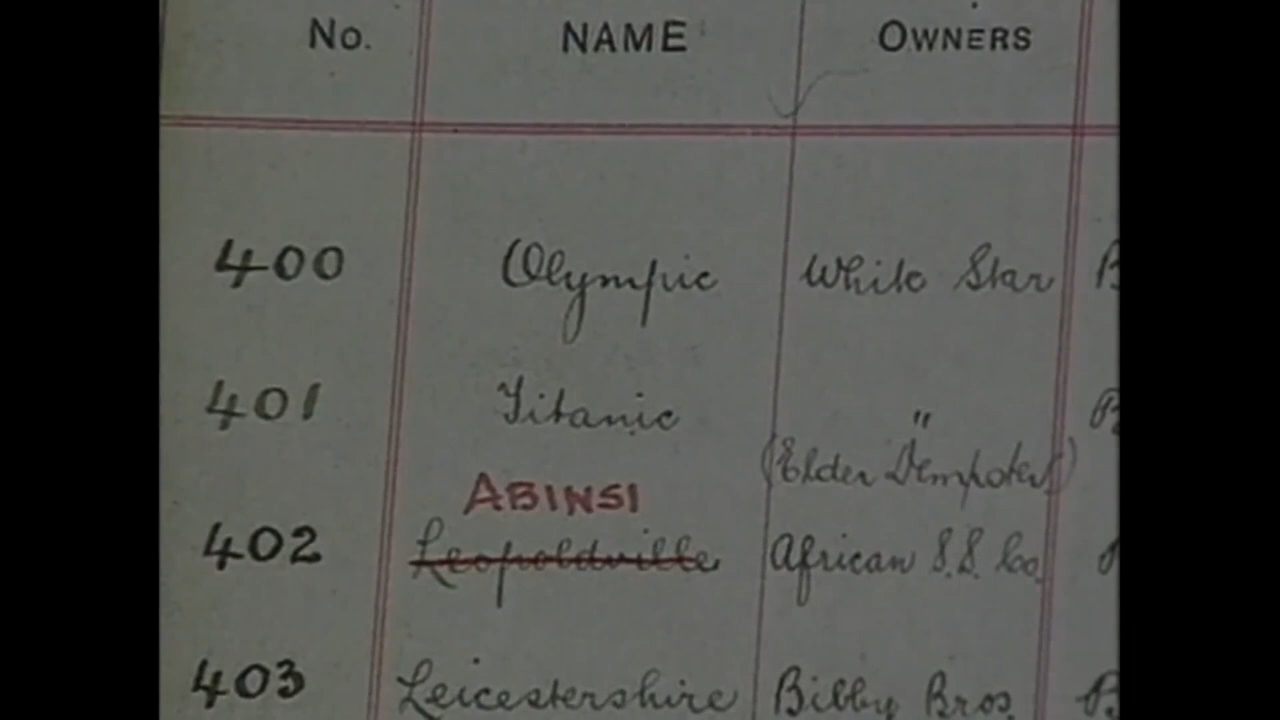 No. NAME OWNERS
400 Olympic White Star
401 Titanic "
(Elder Dempster)
ABINSI
402 Leopoldville African S.S. Co.
403 Leicestershire Bibby Bros.